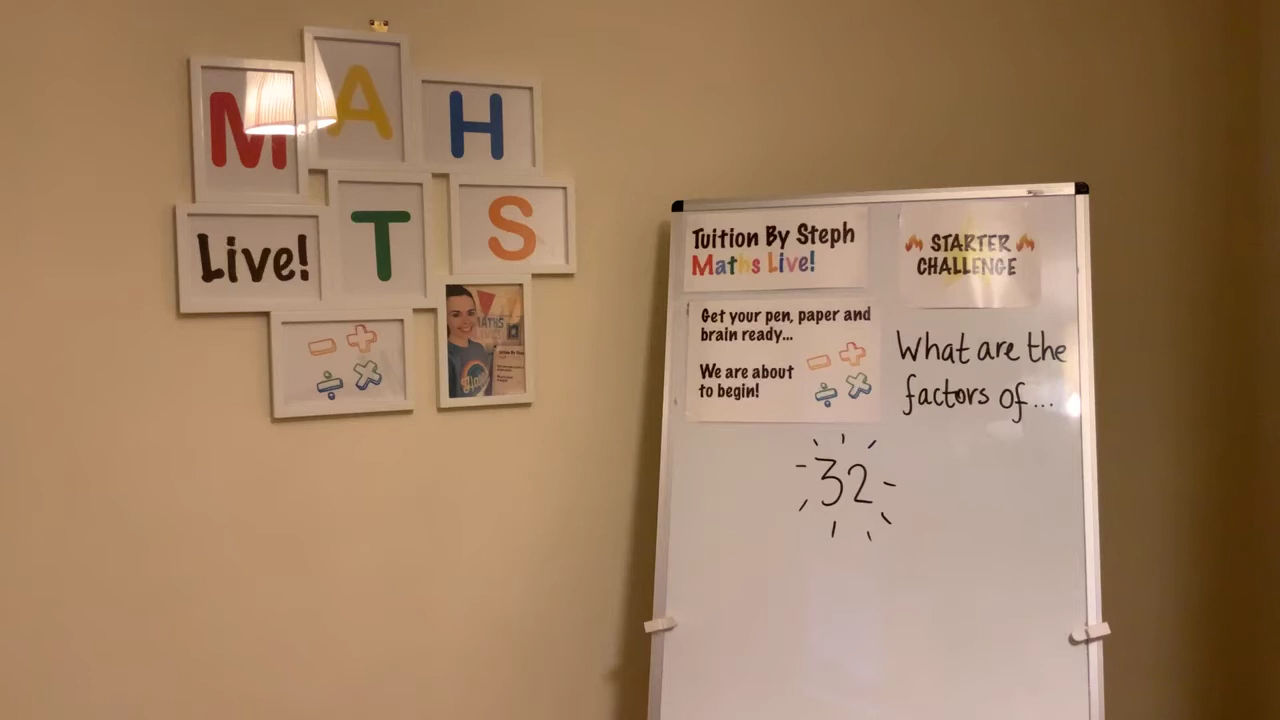 M A H
Live! T S
Tuition By Steph
Maths Live!
🔥 STARTER 🔥
CHALLENGE
Get your pen, paper and
brain ready...
We are about
to begin!
What are the
factors of...
32
MATHS